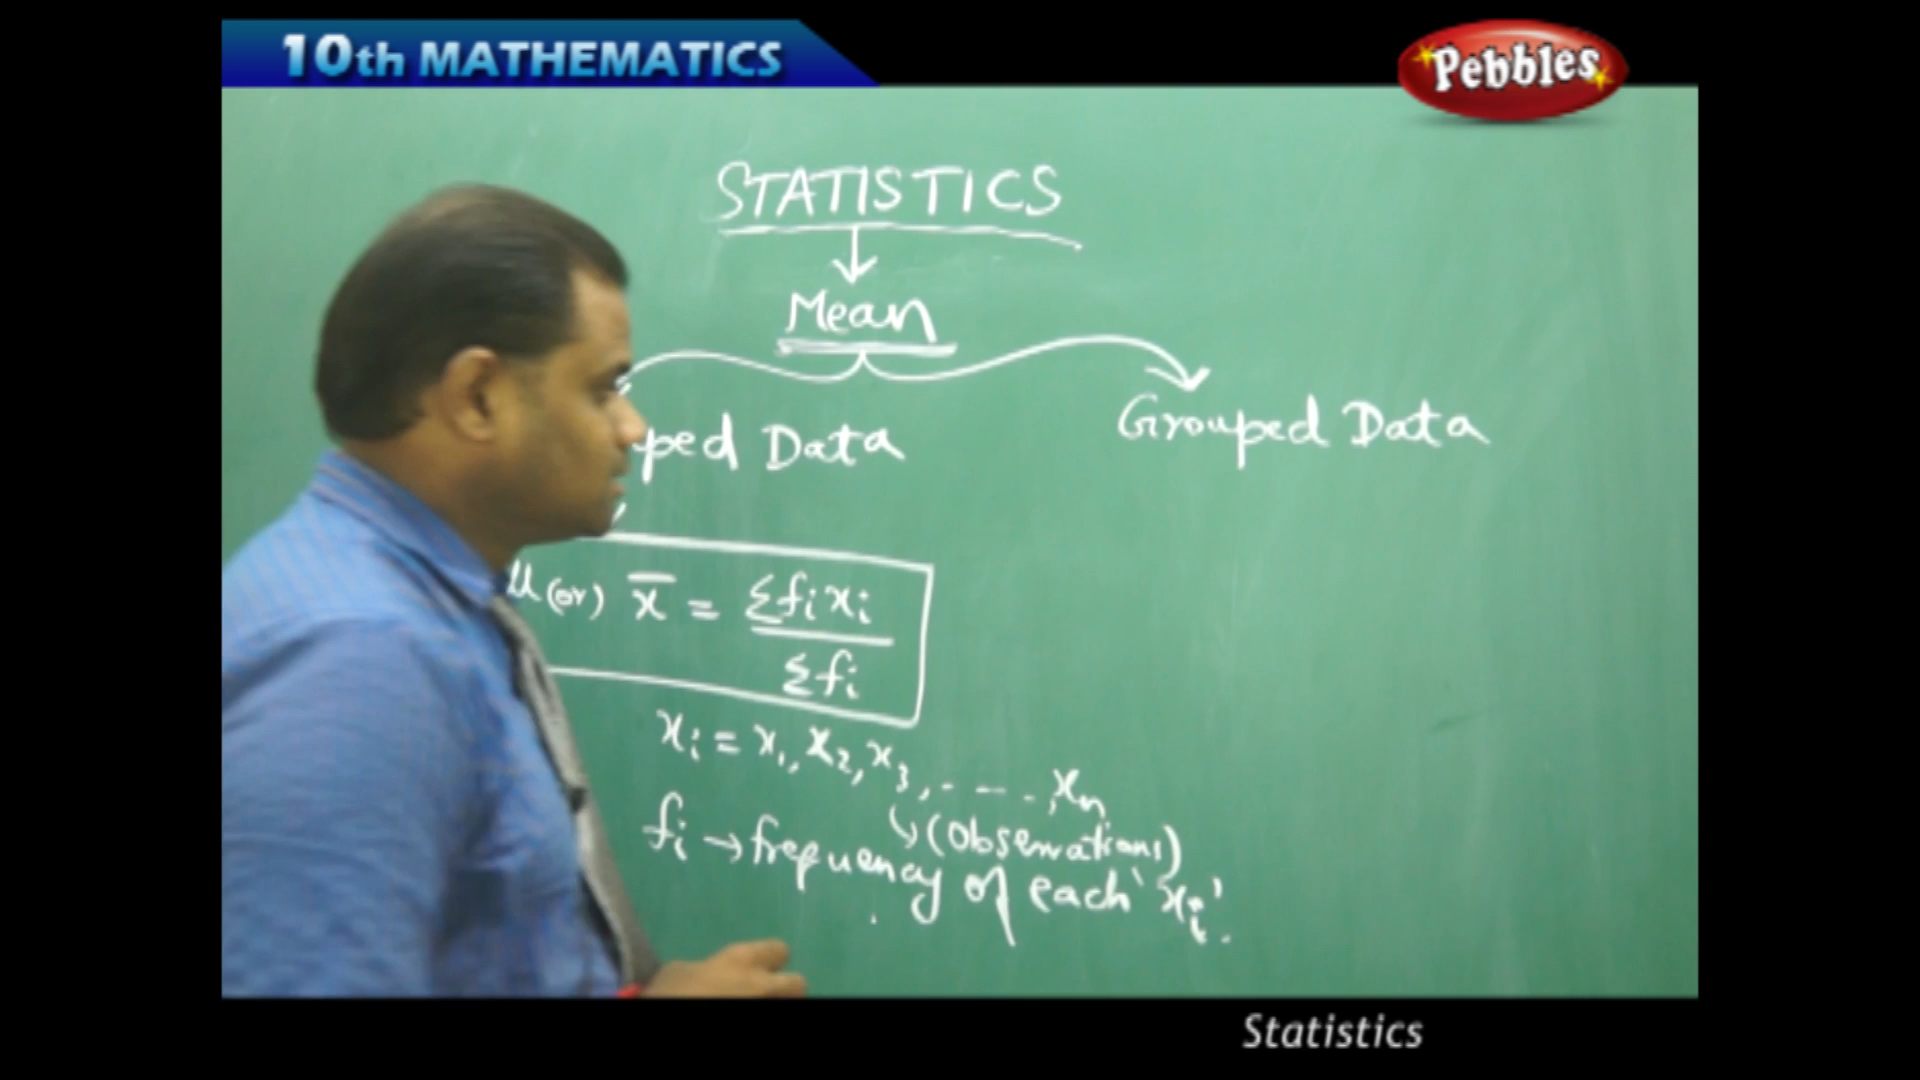 10th MATHEMATICS
Pebbles
STATISTICS
Mean
ped Data
Grouped Data
μ (or) x̄ = Σfixi
Σfi
xi = x1, x2, x3, . - - ., xn
(Observations)
fi → frequency of each 'xi'.
Statistics